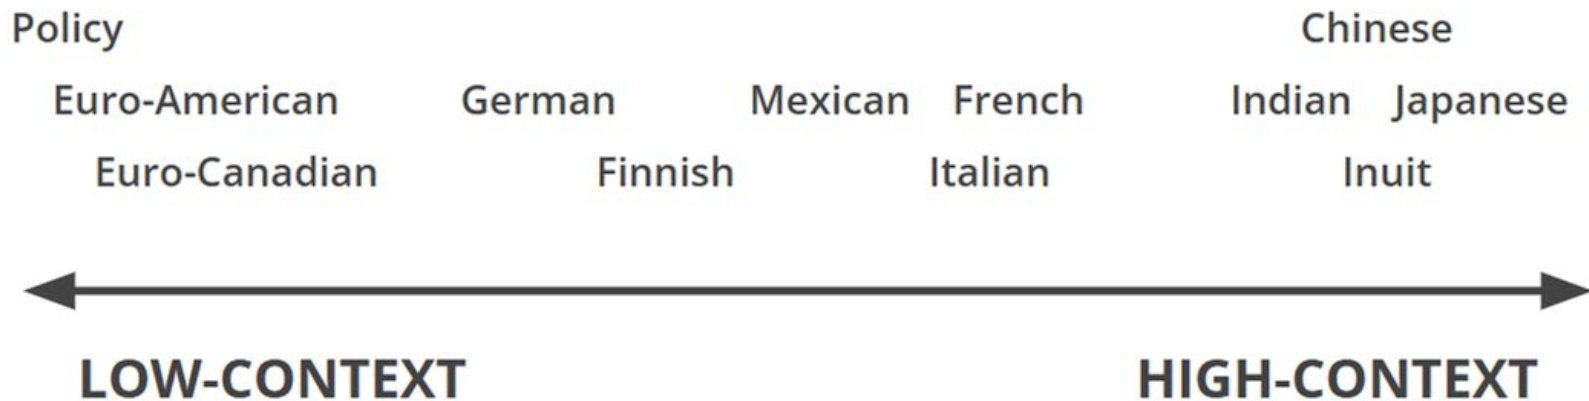 Policy Chinese
Euro-American German Mexican French Indian Japanese
Euro-Canadian Finnish Italian Inuit
LOW-CONTEXT HIGH-CONTEXT